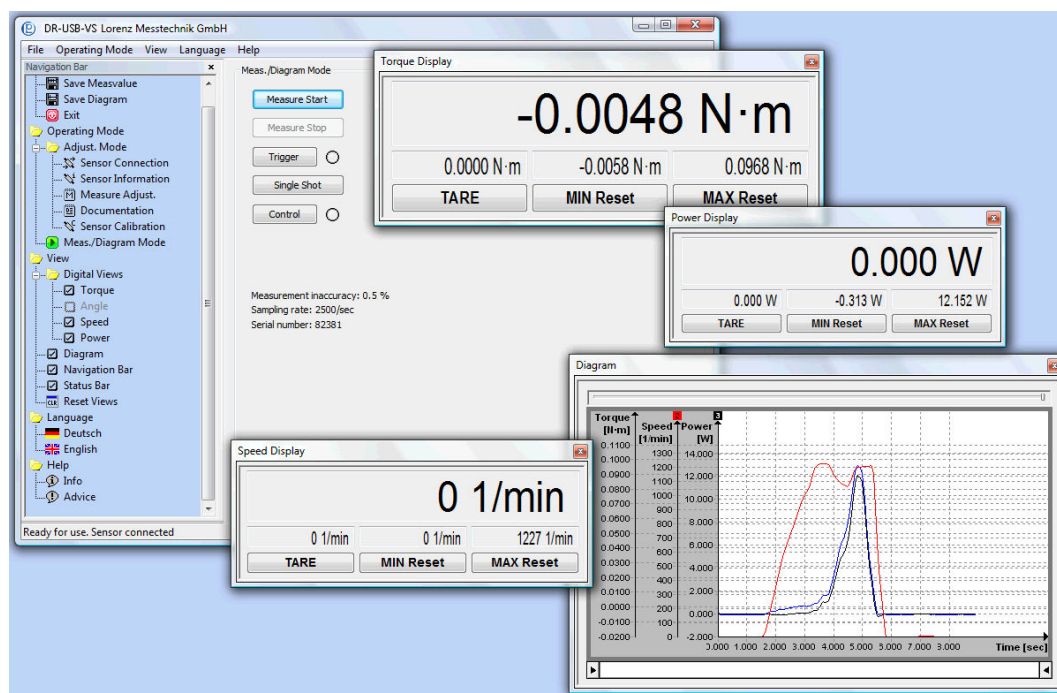 DR-USB-VS Lorenz Messtechnik GmbH
File Operating Mode View Language Help
Navigation Bar
Save Measvalue
Save Diagram
Exit
Operating Mode
Adjust. Mode
Sensor Connection
Sensor Information
Measure Adjust.
Documentation
Sensor Calibration
Meas./Diagram Mode
View
Digital Views
Torque
Angle
Speed
Power
Diagram
Navigation Bar
Status Bar
CLR Reset Views
Language
Deutsch
English
Help
Info
Advice
Ready for use. Sensor connected
Meas./Diagram Mode
Measure Start
Measure Stop
Trigger
Single Shot
Control
Measurement inaccuracy: 0.5 %
Sampling rate: 2500/sec
Serial number: 82381
Torque Display
-0.0048 N·m
0.0000 N·m -0.0058 N·m 0.0968 N·m
TARE MIN Reset MAX Reset
Power Display
0.000 W
0.000 W -0.313 W 12.152 W
TARE MIN Reset MAX Reset
Speed Display
0 1/min
0 1/min 0 1/min 1227 1/min
TARE MIN Reset MAX Reset
Diagram
2 3
Torque Speed Power
[N·m] [1/min] [W]
0.1100 1300 14.000
0.1000 1200
0.0900 1100 12.000
0.0800 1000
0.0700 900 10.000
0.0600 800
0.0500 700 8.000
0.0400 600 6.000
0.0300 500
0.0200 400 4.000
0.0100 300 2.000
0.0000 200 0.000
-0.0100 100
-0.0200 0 -2.000
0.000 1.000 2.000 3.000 4.000 5.000 6.000 7.000 Time [sec]